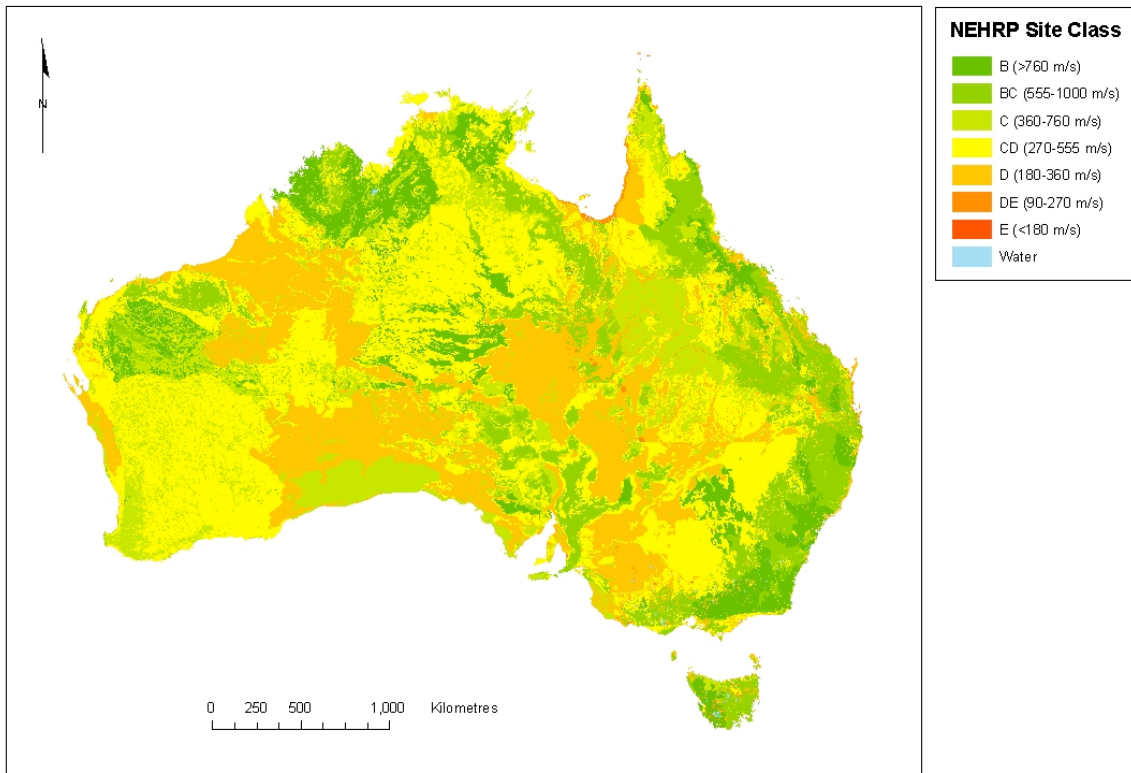 N
0 250 500 1,000 Kilometres
NEHRP Site Class
B (>760 m/s)
BC (555-1000 m/s)
C (360-760 m/s)
CD (270-555 m/s)
D (180-360 m/s)
DE (90-270 m/s)
E (<180 m/s)
Water